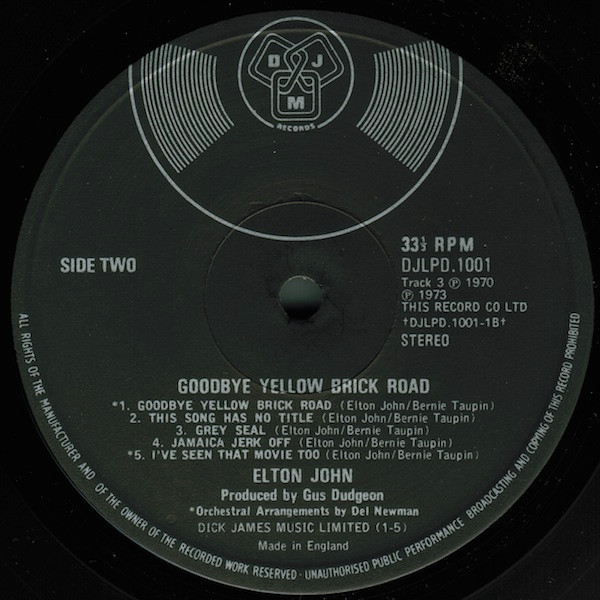 D J
M
RECORDS
SIDE TWO
33⅓ RPM
DJLPD.1001
Track 3 ℗ 1970
℗ 1973
THIS RECORD CO LTD
†DJLPD.1001-1B†
STEREO
GOODBYE YELLOW BRICK ROAD
*1. GOODBYE YELLOW BRICK ROAD (Elton John/Bernie Taupin)
2. THIS SONG HAS NO TITLE (Elton John/Bernie Taupin)
3. GREY SEAL (Elton John/Bernie Taupin)
4. JAMAICA JERK OFF (Elton John/Bernie Taupin)
*5. I'VE SEEN THAT MOVIE TOO (Elton John/Bernie Taupin)
ELTON JOHN
Produced by Gus Dudgeon
*Orchestral Arrangements by Del Newman
DICK JAMES MUSIC LIMITED (1-5)
Made in England
ALL RIGHTS OF THE MANUFACTURER AND OF THE OWNER OF THE RECORDED WORK RESERVED · UNAUTHORISED PUBLIC PERFORMANCE BROADCASTING AND COPYING OF THIS RECORD PROHIBITED